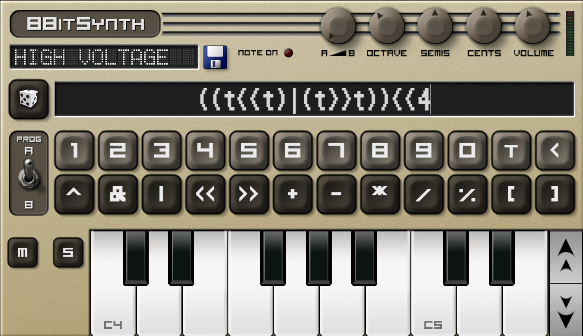 8BitSynth
HIGH VOLTAGE
NOTE ON
A B OCTAVE SEMIS CENTS VOLUME
((t⟨⟨t)|(t⟩⟩t))⟨⟨4
PROG
A
B
1 2 3 4 5 6 7 8 9 0 T <
^ & | << >> + - * / % [ ]
M S
C4 C5